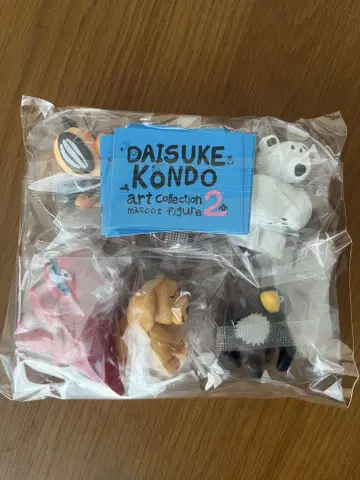 DAISUKE
KONDO
art collection
mascot figure 2